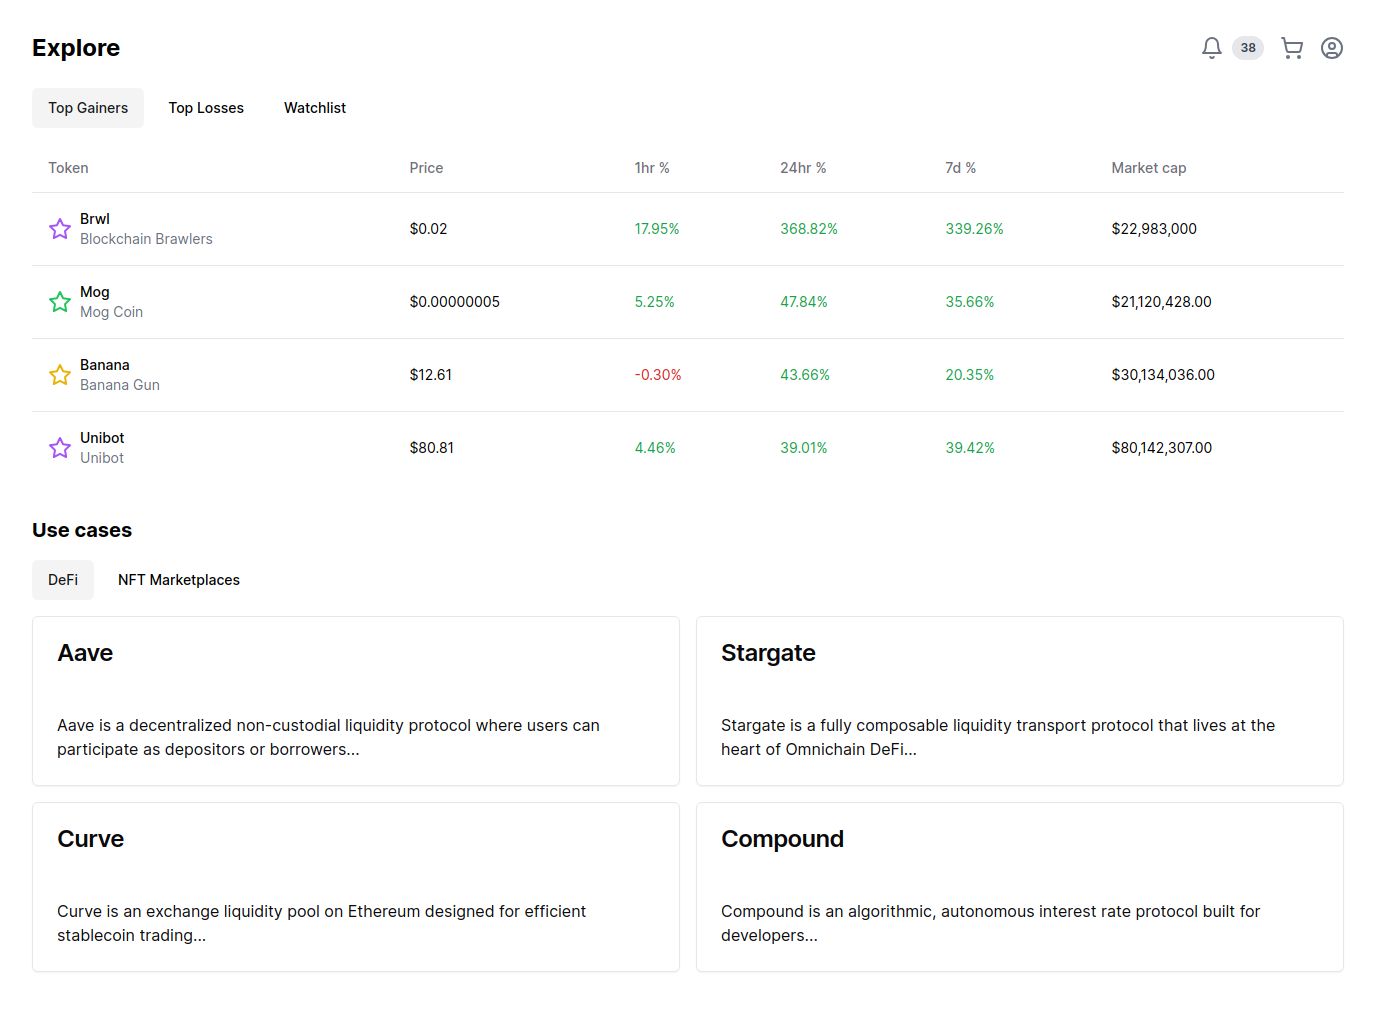 Explore
38
Top Gainers Top Losses Watchlist
Token Price 1hr % 24hr % 7d % Market cap
Brwl
Blockchain Brawlers
$0.02 17.95% 368.82% 339.26% $22,983,000
Mog
Mog Coin
$0.00000005 5.25% 47.84% 35.66% $21,120,428.00
Banana
Banana Gun
$12.61 -0.30% 43.66% 20.35% $30,134,036.00
Unibot
Unibot
$80.81 4.46% 39.01% 39.42% $80,142,307.00
Use cases
DeFi NFT Marketplaces
Aave
Aave is a decentralized non-custodial liquidity protocol where users can
participate as depositors or borrowers...
Stargate
Stargate is a fully composable liquidity transport protocol that lives at the
heart of Omnichain DeFi...
Curve
Curve is an exchange liquidity pool on Ethereum designed for efficient
stablecoin trading...
Compound
Compound is an algorithmic, autonomous interest rate protocol built for
developers...